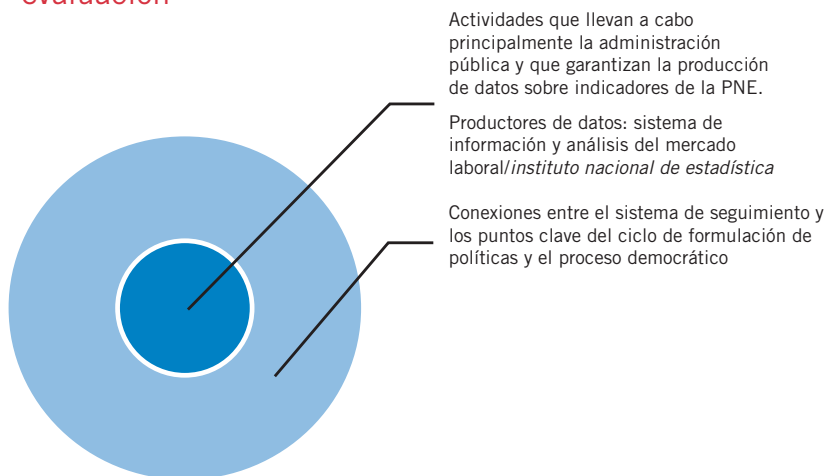 evaluación
Actividades que llevan a cabo
principalmente la administración
pública y que garantizan la producción
de datos sobre indicadores de la PNE.
Productores de datos: sistema de
información y análisis del mercado
laboral/instituto nacional de estadística
Conexiones entre el sistema de seguimiento y
los puntos clave del ciclo de formulación de
políticas y el proceso democrático